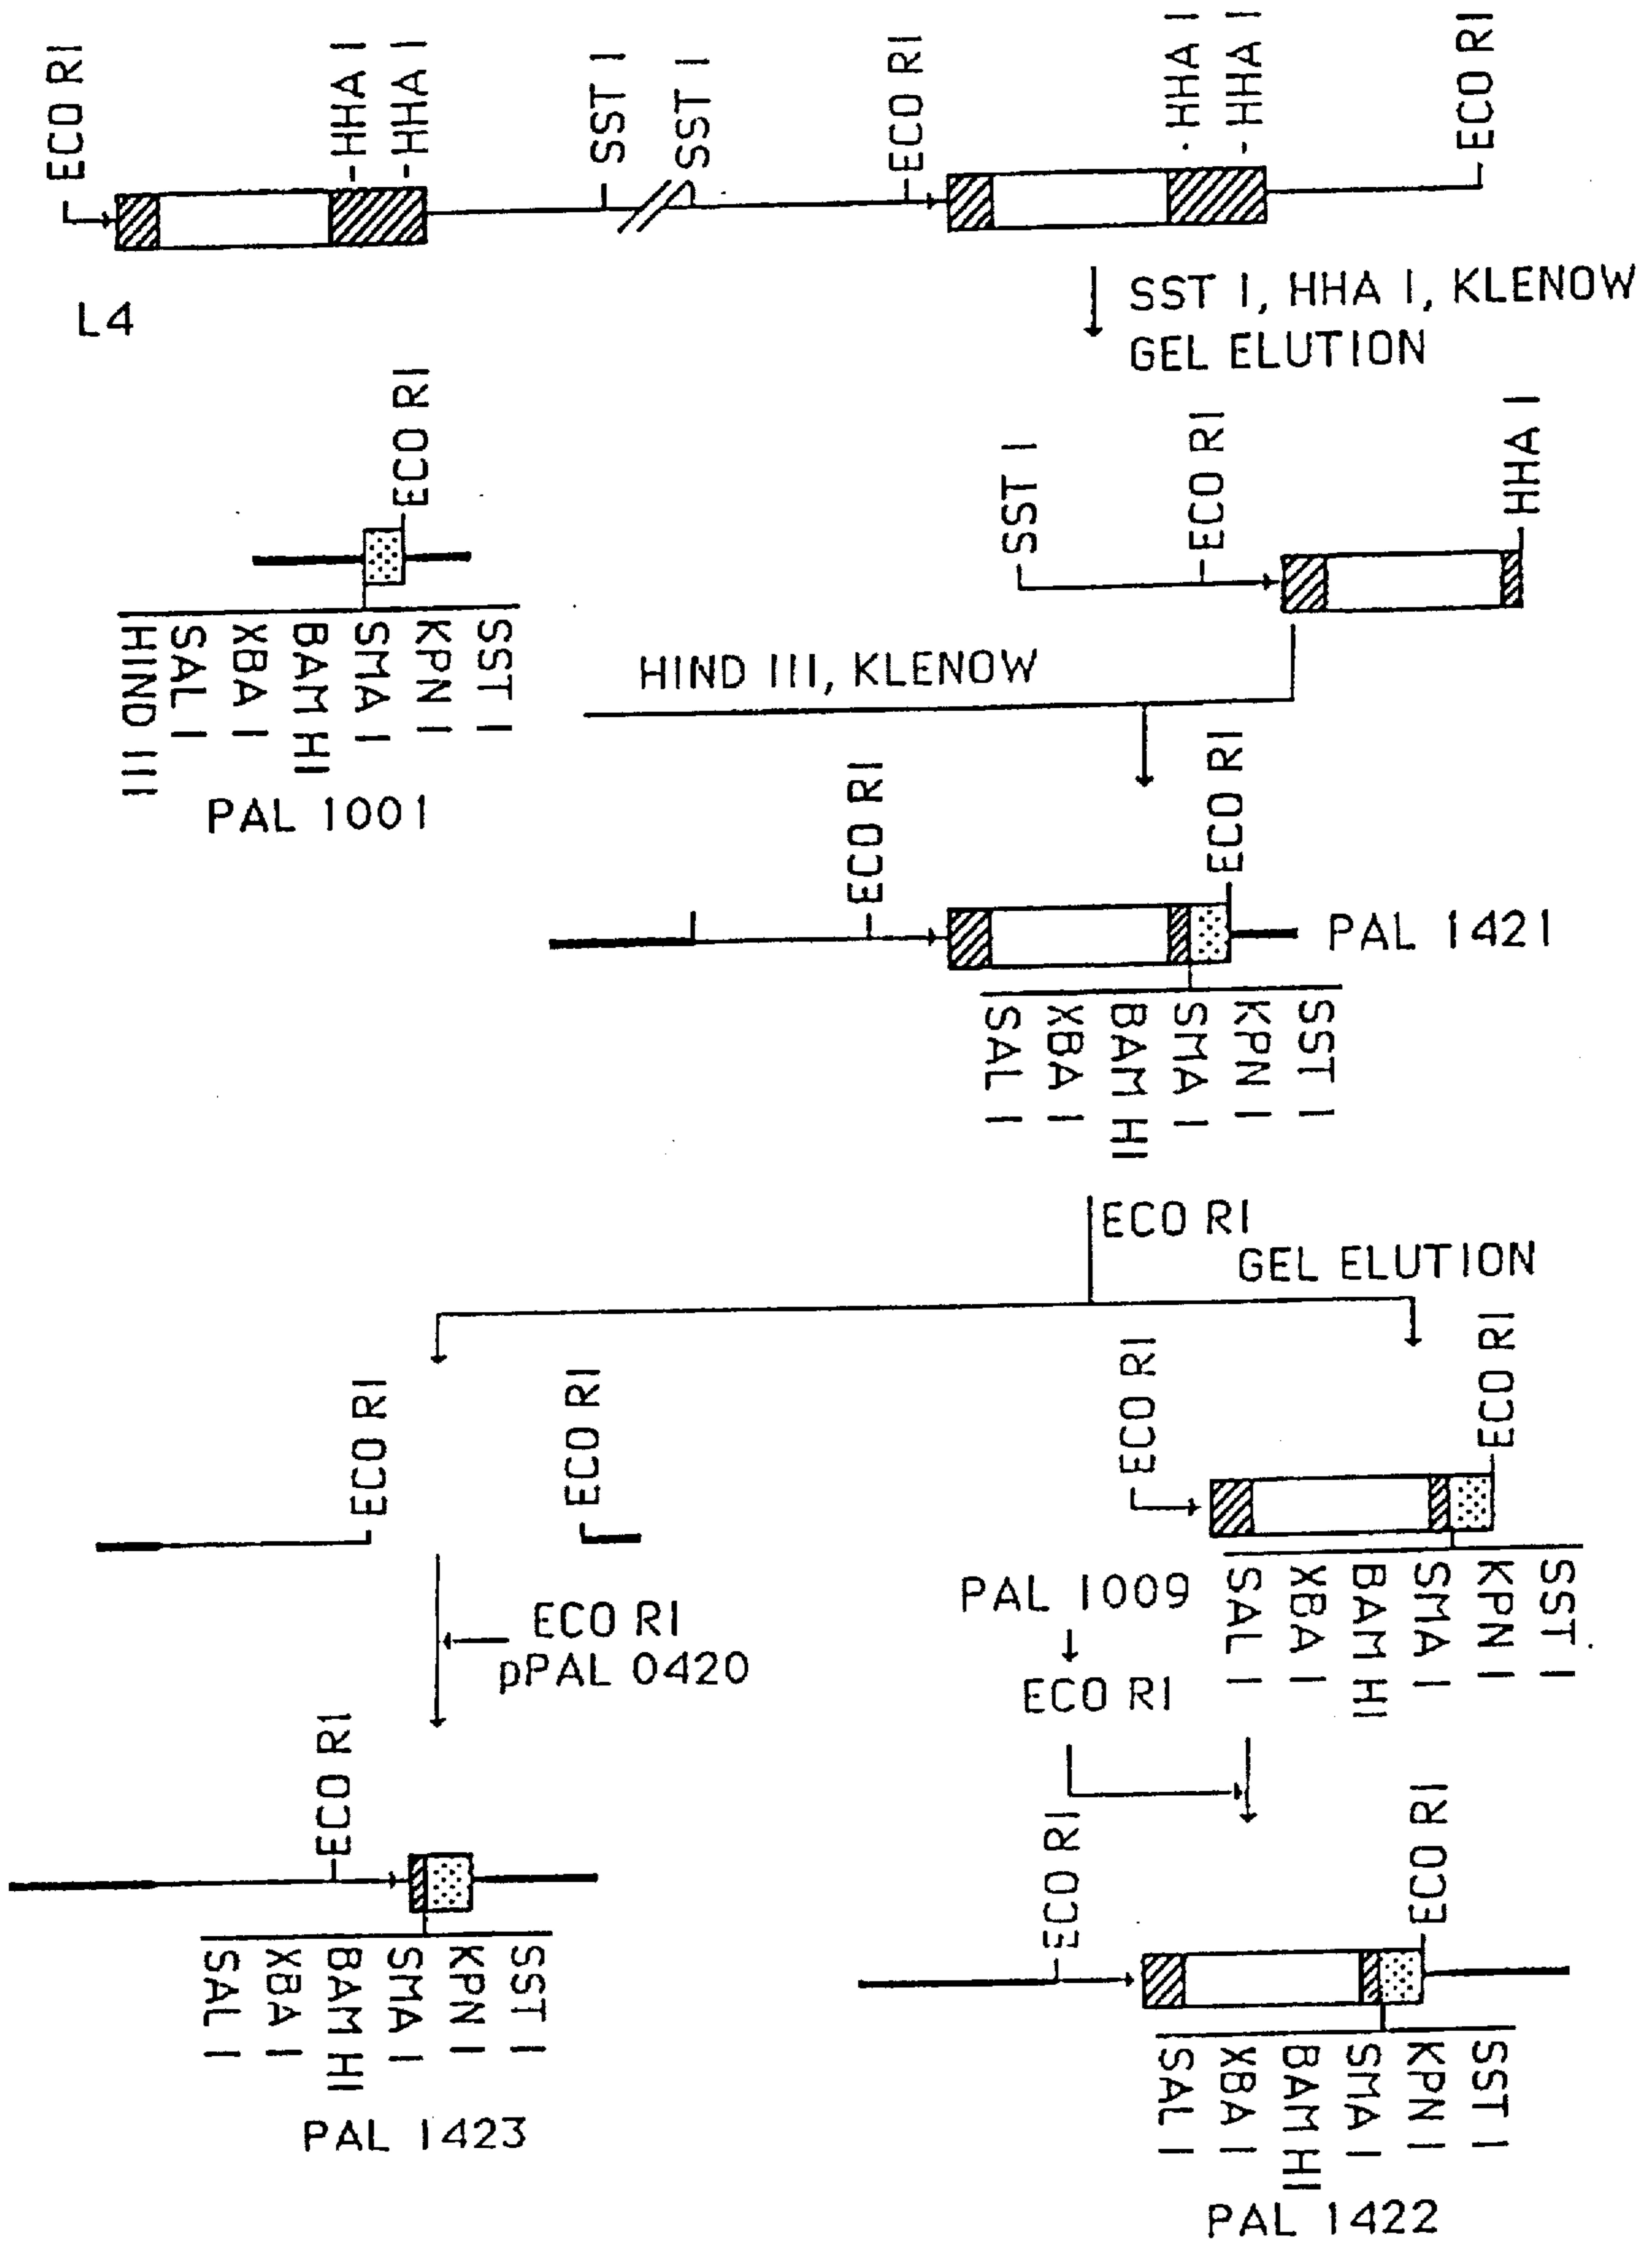 ECO RI
HHA I
HHA I
SST I
SST I
ECO RI
HHA I
HHA I
ECO RI
L4
SST I, HHA I, KLENOW
GEL ELUTION
ECO RI
SST I
ECO RI
HHA I
HIND III
SAL I
XBA I
BAM HI
SMA I
KPN I
SST I
PAL 1001
HIND III, KLENOW
ECO RI
ECO RI
PAL 1421
SAL I
XBA I
BAM HI
SMA I
KPN I
SST I
ECO RI
GEL ELUTION
ECO RI
ECO RI
ECO RI
ECO RI
SAL I
XBA I
BAM HI
SMA I
KPN I
SST I
PAL 1009
ECO RI
ECO RI
pPAL 0420
ECO RI
SAL I
XBA I
BAM HI
SMA I
KPN I
SST I
PAL 1423
ECO RI
ECO RI
SAL I
XBA I
BAM HI
SMA I
KPN I
SST I
PAL 1422